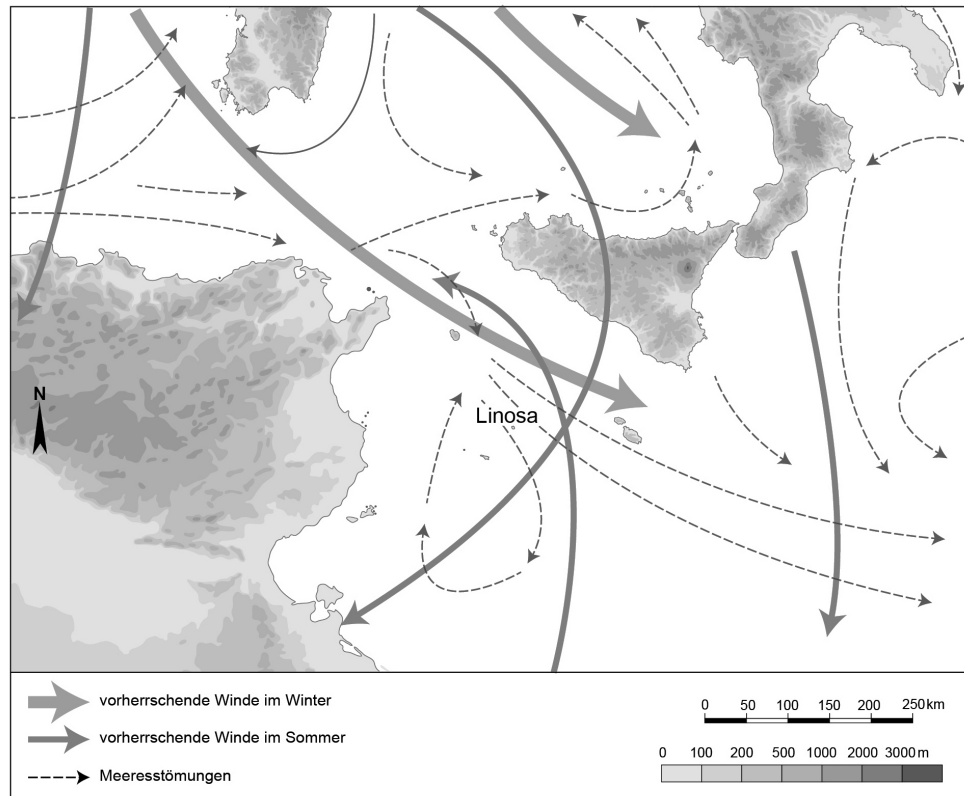 N
Linosa
vorherrschende Winde im Winter
vorherrschende Winde im Sommer
Meeresstömungen
0 50 100 150 200 250 km
0 100 200 500 1000 2000 3000 m